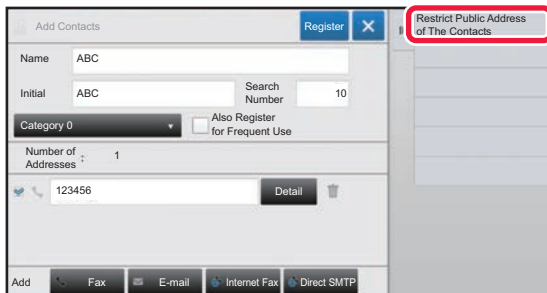 Add Contacts
Register
Restrict Public Address
of The Contacts
Name ABC
Initial ABC
Search
Number
10
Category 0
Also Register
for Frequent Use
Number of
Addresses
: 1
123456
Detail
Add Fax E-mail Internet Fax Direct SMTP